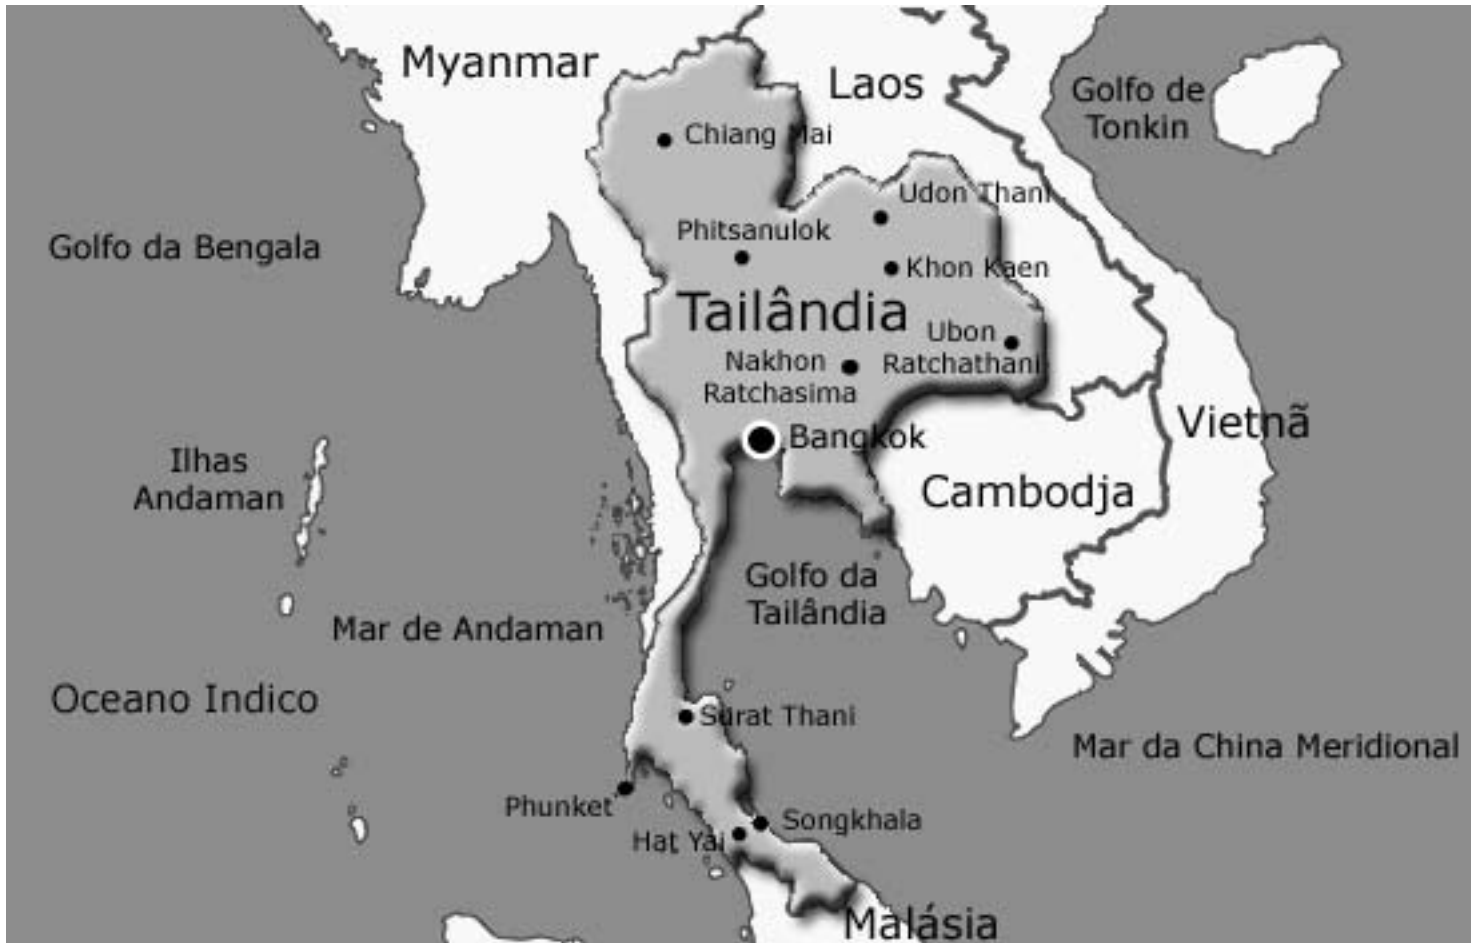 Myanmar
Laos
Golfo de
Tonkin
Chiang Mai
Udon Thani
Phitsanulok
Golfo da Bengala
Khon Kaen
Tailândia
Ubon
Ratchathani
Nakhon
Ratchasima
Vietnã
Bangkok
Ilhas
Andaman
Cambodja
Golfo da
Tailândia
Mar de Andaman
Oceano Indico
Surat Thani
Mar da China Meridional
Phunket
Songkhala
Hat Yai
Malásia